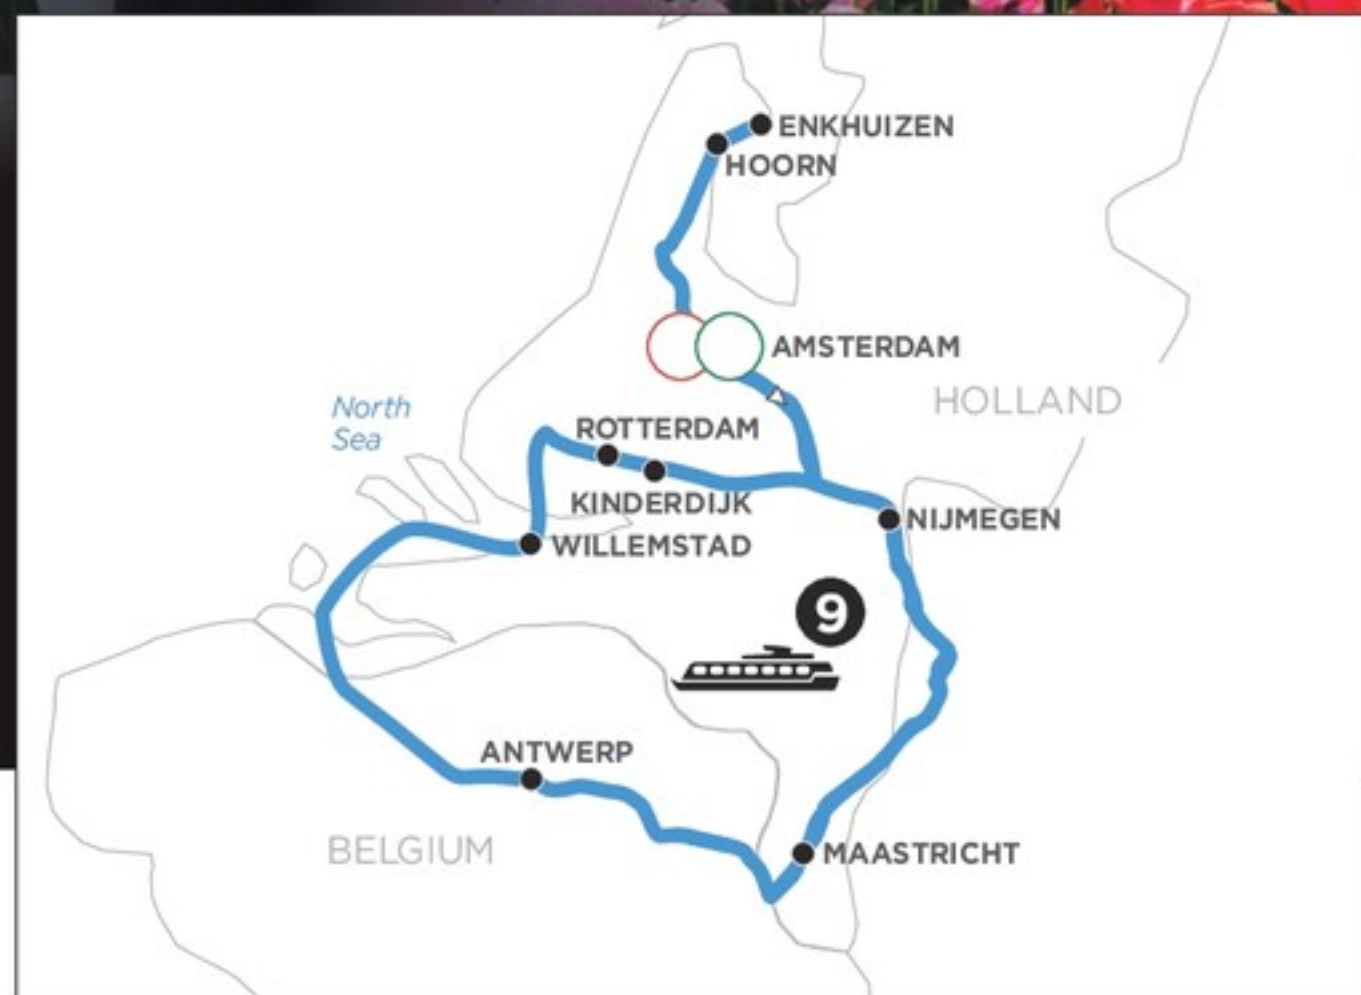 ENKHUIZEN
HOORN
AMSTERDAM
HOLLAND
North
Sea
ROTTERDAM
KINDERDIJK
NIJMEGEN
WILLEMSTAD
9
ANTWERP
BELGIUM
MAASTRICHT